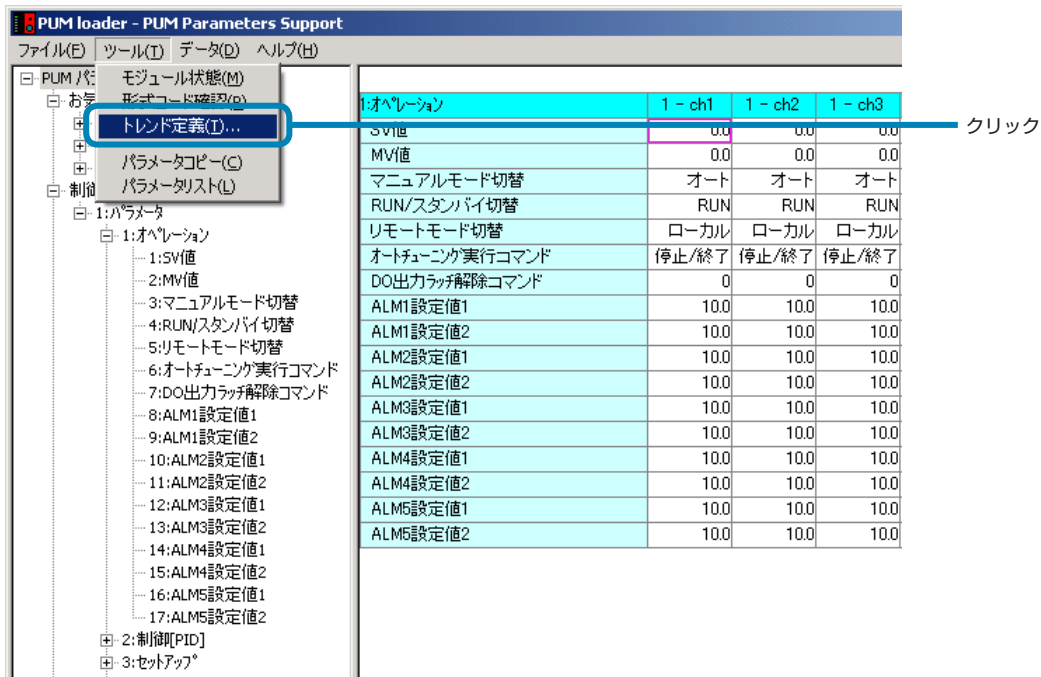 PUM loader - PUM Parameters Support
ファイル(F) ツール(T) データ(D) ヘルプ(H)
モジュール状態(M)
形式コード確認(P)
トレンド定義(T)...
パラメータコピー(C)
パラメータリスト(L)
クリック
PUM パ
お気
制御
1:パラメータ
1:オペレーション
1:SV値
2:MV値
3:マニュアルモード切替
4:RUN/スタンバイ切替
5:リモートモード切替
6:オートチューニング実行コマンド
7:DO出力ラッチ解除コマンド
8:ALM1設定値1
9:ALM1設定値2
10:ALM2設定値1
11:ALM2設定値2
12:ALM3設定値1
13:ALM3設定値2
14:ALM4設定値1
15:ALM4設定値2
16:ALM5設定値1
17:ALM5設定値2
2:制御[PID]
3:セットアップ
1:オペレーション 1 - ch1 1 - ch2 1 - ch3
SV値 0.0 0.0 0.0
MV値 0.0 0.0 0.0
マニュアルモード切替 オート オート オート
RUN/スタンバイ切替 RUN RUN RUN
リモートモード切替 ローカル ローカル ローカル
オートチューニング実行コマンド 停止/終了 停止/終了 停止/終了
DO出力ラッチ解除コマンド 0 0 0
ALM1設定値1 10.0 10.0 10.0
ALM1設定値2 10.0 10.0 10.0
ALM2設定値1 10.0 10.0 10.0
ALM2設定値2 10.0 10.0 10.0
ALM3設定値1 10.0 10.0 10.0
ALM3設定値2 10.0 10.0 10.0
ALM4設定値1 10.0 10.0 10.0
ALM4設定値2 10.0 10.0 10.0
ALM5設定値1 10.0 10.0 10.0
ALM5設定値2 10.0 10.0 10.0